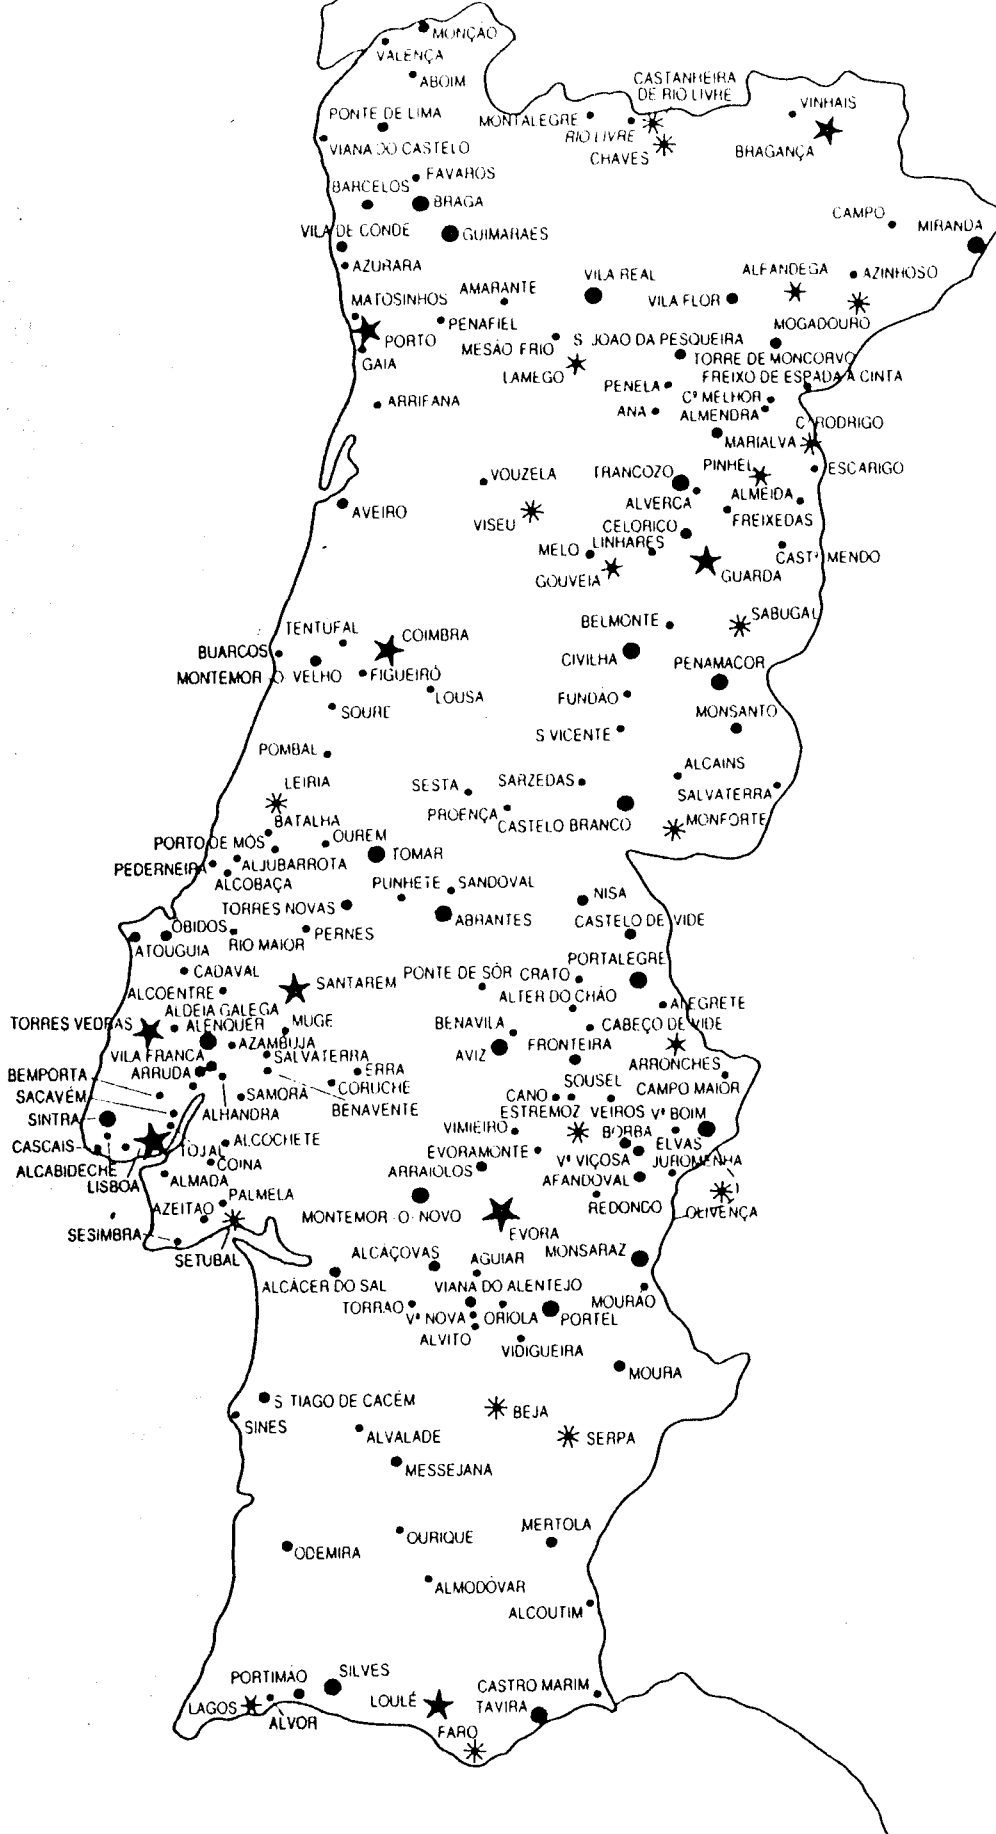 MONÇÃO
VALENÇA
ABOIM
CASTANHEIRA
DE RIO LIVRE
VINHAIS
PONTE DE LIMA
MONTALEGRE
RIO LIVRE
CHAVES
BRAGANÇA
VIANA DO CASTELO
FAVAROS
BARCELOS
BRAGA
CAMPO
MIRANDA
VILA DE CONDE
GUIMARAES
AZURARA
VILA REAL
ALFANDEGA
AZINHOSO
AMARANTE
MATOSINHOS
VILA FLOR
PENAFIEL
MOGADOURO
PORTO
MESÃO FRIO
S JOAO DA PESQUEIRA
GAIA
TORRE DE MONCORVO
LAMEGO
FREIXO DE ESPADA A CINTA
PENELA
Cº MELHOR
ARRIFANA
ANA
ALMENDRA
Cº RODRIGO
MARIALVA
PINHEL
ESCARIGO
VOUZELA
TRANCOZO
ALVERCA
ALMEIDA
AVEIRO
VISEU
CELORICO
FREIXEDAS
MELO
LINHARES
CASTº MENDO
GOUVEIA
GUARDA
BELMONTE
SABUGAL
TENTUFAL
COIMBRA
BUARCOS
CIVILHA
PENAMACOR
MONTEMOR O VELHO
FIGUEIRÓ
LOUSA
FUNDÃO
SOURE
MONSANTO
S VICENTE
POMBAL
ALCAINS
LEIRIA
SESTA
SARZEDAS
SALVATERRA
PROENÇA
CASTELO BRANCO
MONFORTE
BATALHA
OUREM
PORTO DE MÓS
TOMAR
PEDERNEIRA
ALJUBARROTA
ALCOBAÇA
PUNHETE
SANDOVAL
NISA
TORRES NOVAS
ABRANTES
CASTELO DE VIDE
ÓBIDOS
RIO MAIOR
PERNES
ATOUGUIA
PORTALEGRE
CADAVAL
SANTAREM
PONTE DE SÔR
CRATO
ALCOENTRE
ALTER DO CHÃO
ALEGRETE
ALDEIA GALEGA
TORRES VEDRAS
ALENQUER
MUGE
BENAVILA
CABEÇO DE VIDE
AZAMBUJA
AVIZ
FRONTEIRA
VILA FRANCA
SALVATERRA
ARRONCHES
ARRUDA
ERRA
BEMPORTA
SOUSEL
CAMPO MAIOR
CORUCHE
SACAVÉM
SAMORA
CANO
BENAVENTE
ALHANDRA
ESTREMOZ
VEIROS
Vª BOIM
SINTRA
VIMIEIRO
BORBA
ELVAS
ALCOCHETE
CASCAIS
TOJAL
EVORAMONTE
Vª VIÇOSA
JUROMENHA
COINA
ALCABIDECHE
ARRAIOLOS
ALMADA
AFANDOVAL
LISBOA
PALMELA
REDONDO
AZEITAO
MONTEMOR O NOVO
OLIVENÇA
SESIMBRA
EVORA
SETUBAL
ALCÁÇOVAS
AGUIAR
MONSARAZ
ALCÁCER DO SAL
VIANA DO ALENTEJO
TORRAO
MOURÃO
Vª NOVA
ORIOLA
PORTEL
ALVITO
VIDIGUEIRA
MOURA
S TIAGO DE CACÉM
BEJA
SINES
ALVALADE
SERPA
MESSEJANA
MERTOLA
OURIQUE
ODEMIRA
ALMODÓVAR
ALCOUTIM
PORTIMAO
SILVES
CASTRO MARIM
LAGOS
LOULÉ
TAVIRA
ALVOR
FARO